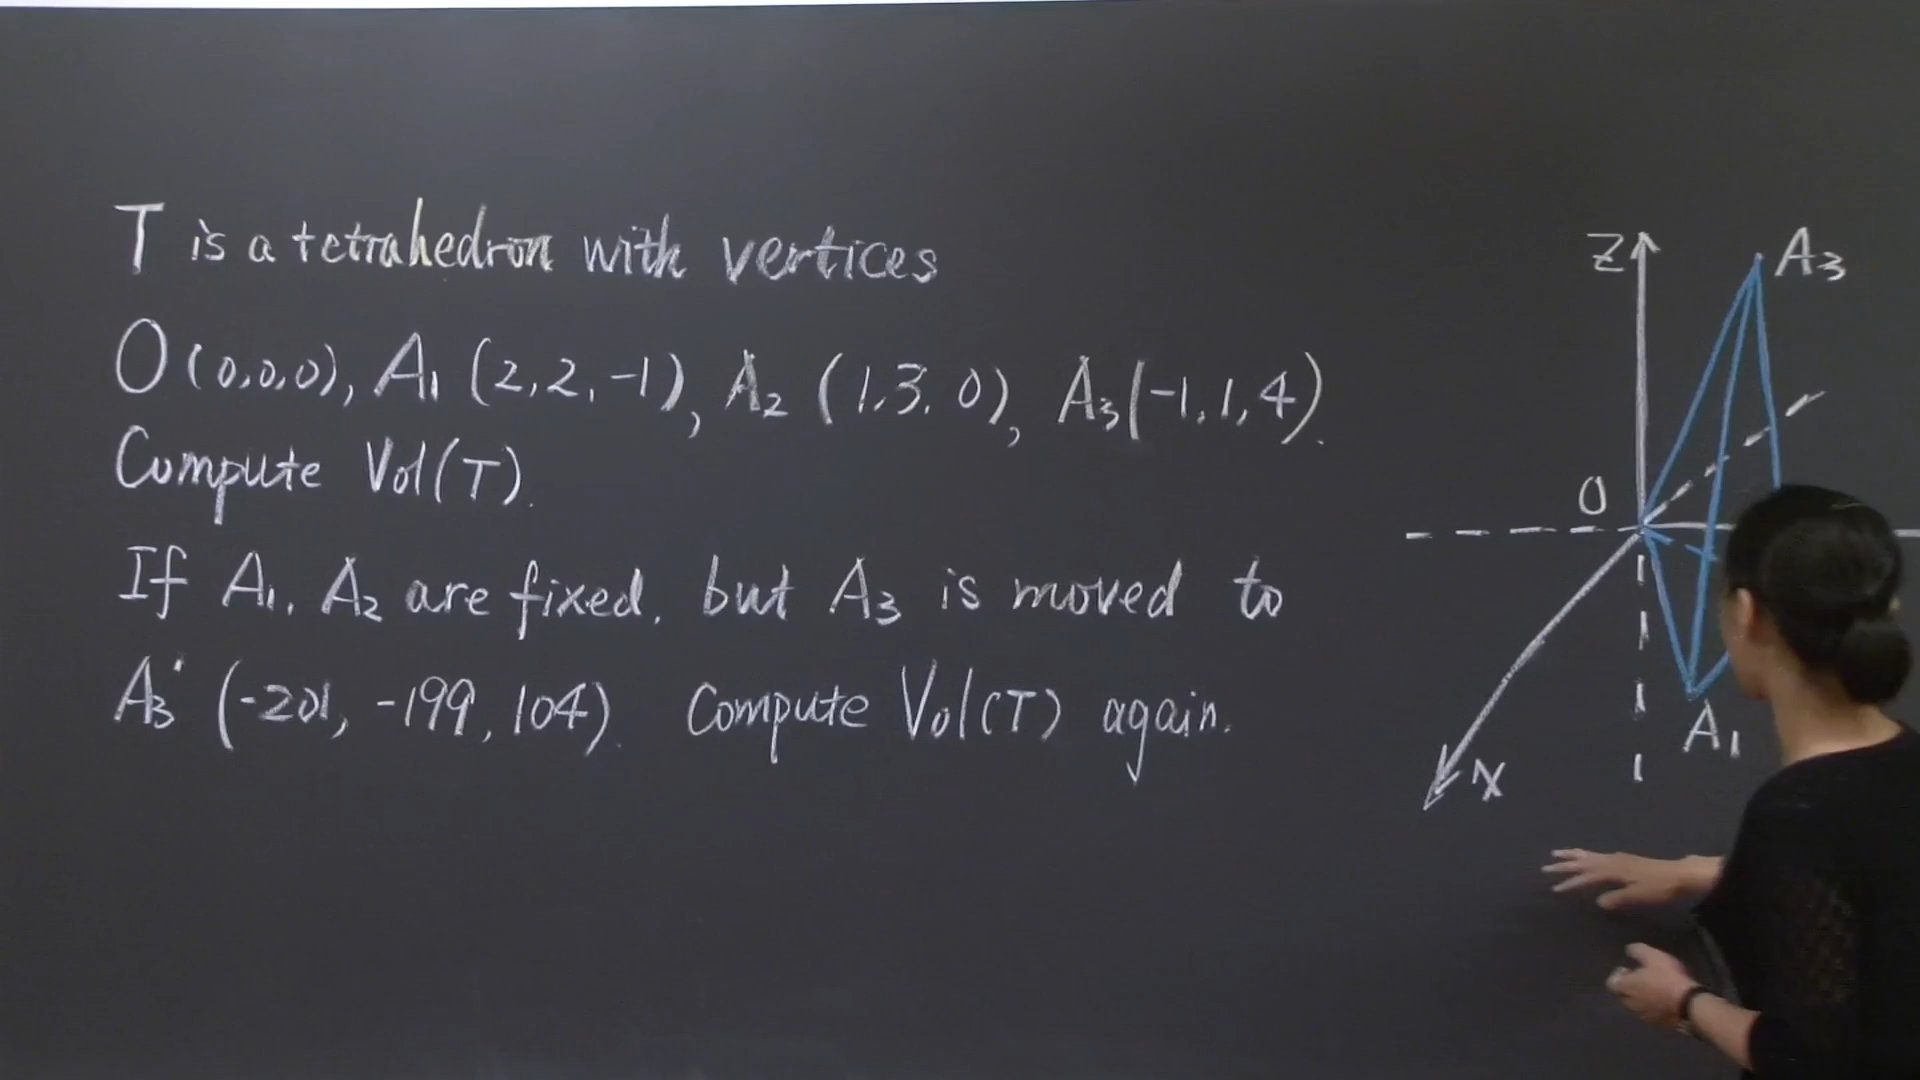 T is a tetrahedron with vertices
O(0,0,0), A₁ (2,2,-1), A₂ (1,3,0), A₃(-1,1,4).
Compute Vol(T).
If A₁, A₂ are fixed, but A₃ is moved to
A₃' (-201, -199, 104). Compute Vol(T) again.
Z
A₃
O
A₁
X